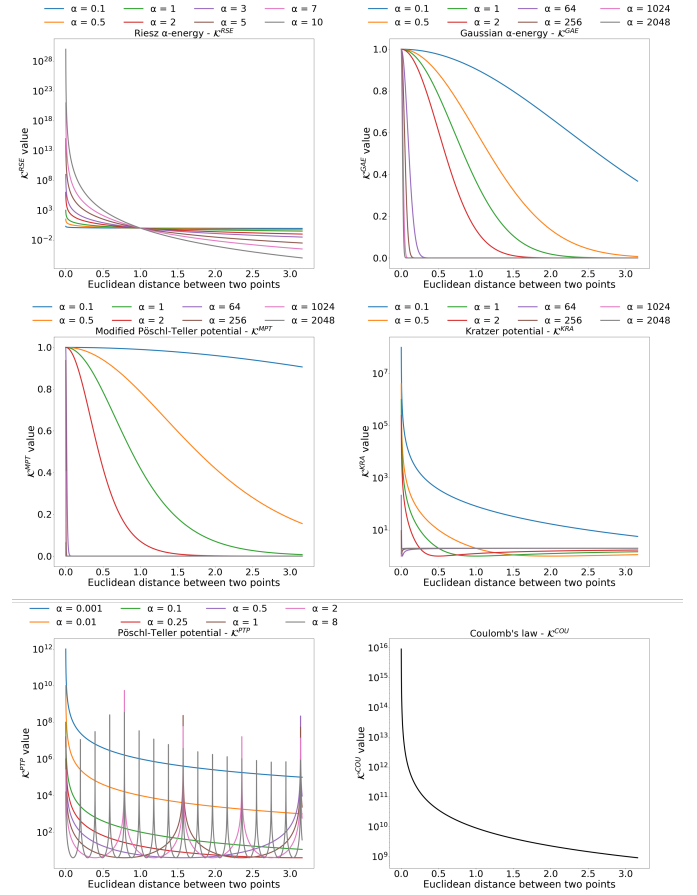 α = 0.1 α = 1 α = 3 α = 7
α = 0.5 α = 2 α = 5 α = 10
Riesz α-energy - 𝒦^RSE
10^28
10^23
10^18
10^13
10^8
10^3
10^−2
𝒦^RSE value
0.0 0.5 1.0 1.5 2.0 2.5 3.0
Euclidean distance between two points
α = 0.1 α = 1 α = 64 α = 1024
α = 0.5 α = 2 α = 256 α = 2048
Gaussian α-energy - 𝒦^GAE
1.0
0.8
0.6
0.4
0.2
0.0
𝒦^GAE value
0.0 0.5 1.0 1.5 2.0 2.5 3.0
Euclidean distance between two points
α = 0.1 α = 1 α = 64 α = 1024
α = 0.5 α = 2 α = 256 α = 2048
Modified Pöschl-Teller potential - 𝒦^MPT
1.0
0.8
0.6
0.4
0.2
0.0
𝒦^MPT value
0.0 0.5 1.0 1.5 2.0 2.5 3.0
Euclidean distance between two points
α = 0.1 α = 1 α = 64 α = 1024
α = 0.5 α = 2 α = 256 α = 2048
Kratzer potential - 𝒦^KRA
10^7
10^5
10^3
10^1
𝒦^KRA value
0.0 0.5 1.0 1.5 2.0 2.5 3.0
Euclidean distance between two points
α = 0.001 α = 0.1 α = 0.5 α = 2
α = 0.01 α = 0.25 α = 1 α = 8
Pöschl-Teller potential - 𝒦^PTP
10^12
10^10
10^8
10^6
10^4
10^2
𝒦^PTP value
0.0 0.5 1.0 1.5 2.0 2.5 3.0
Euclidean distance between two points
Coulomb's law - 𝒦^COU
10^16
10^15
10^14
10^13
10^12
10^11
10^10
10^9
𝒦^COU value
0.0 0.5 1.0 1.5 2.0 2.5 3.0
Euclidean distance between two points